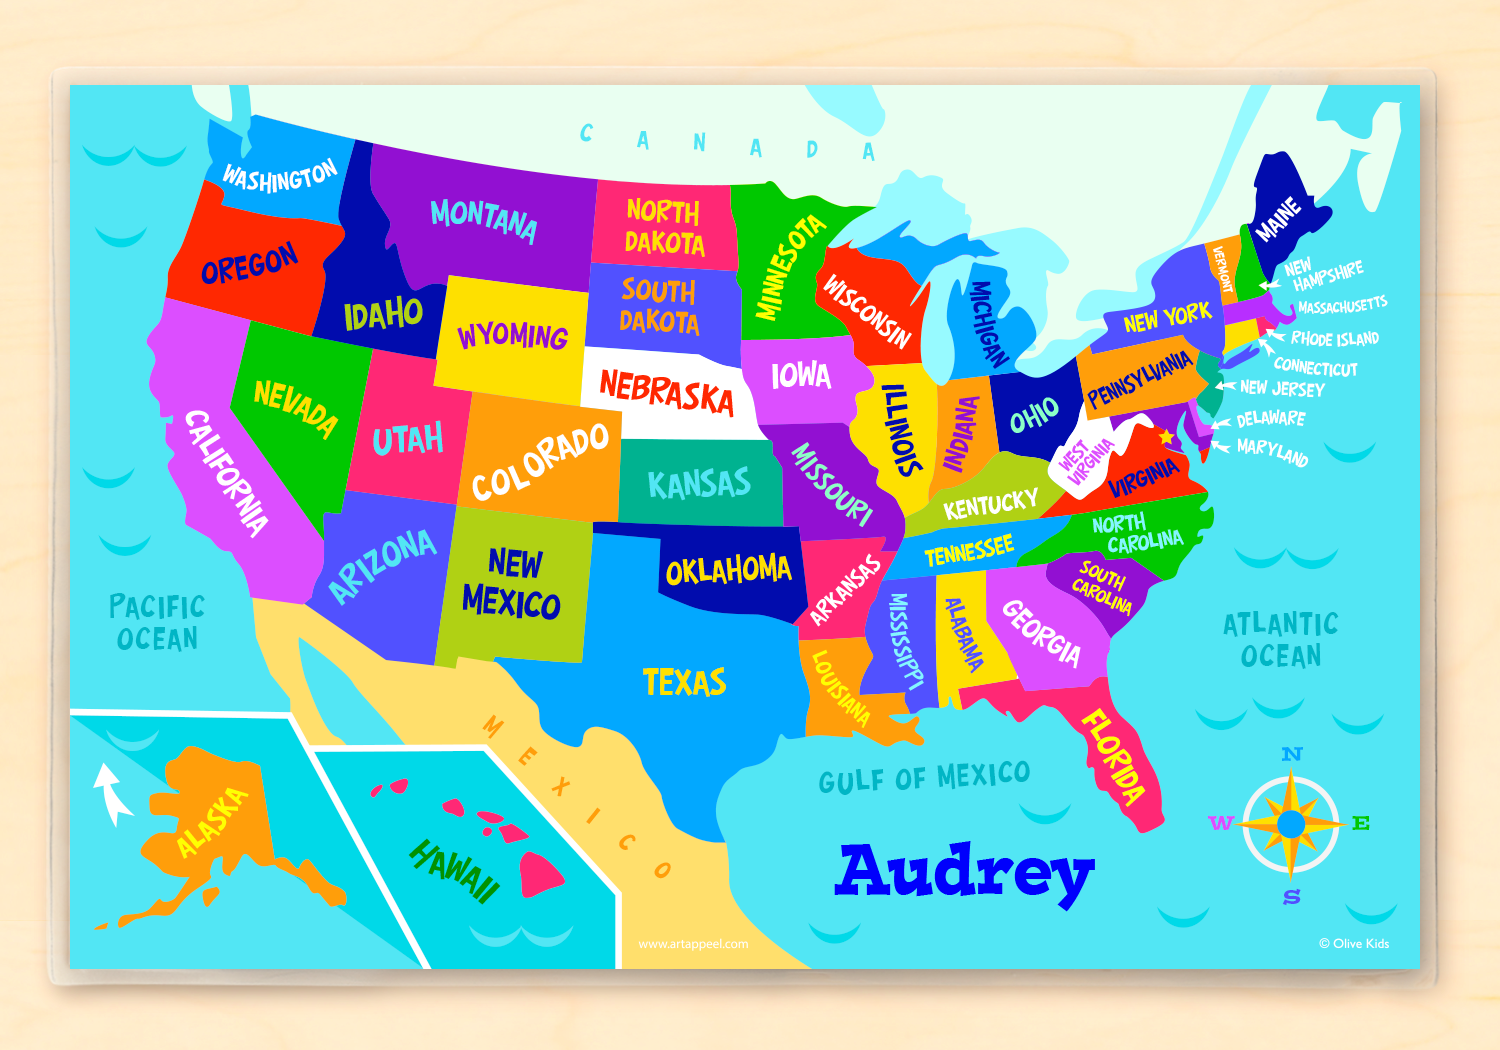 CANADA
WASHINGTON
MONTANA
NORTH
DAKOTA
MINNESOTA
MAINE
OREGON
IDAHO
WYOMING
SOUTH
DAKOTA
WISCONSIN
MICHIGAN
NEW YORK
VERMONT
NEW
HAMPSHIRE
MASSACHUSETTS
RHODE ISLAND
CONNECTICUT
NEW JERSEY
DELAWARE
MARYLAND
NEVADA
UTAH
COLORADO
NEBRASKA
IOWA
ILLINOIS
INDIANA
OHIO
PENNSYLVANIA
CALIFORNIA
KANSAS
MISSOURI
KENTUCKY
WEST
VIRGINIA
VIRGINIA
ARIZONA
NEW
MEXICO
OKLAHOMA
ARKANSAS
TENNESSEE
NORTH
CAROLINA
SOUTH
CAROLINA
PACIFIC
OCEAN
TEXAS
LOUISIANA
MISSISSIPPI
ALABAMA
GEORGIA
FLORIDA
ATLANTIC
OCEAN
MEXICO
GULF OF MEXICO
ALASKA
HAWAII
Audrey
N
W
E
S
www.artappeel.com
© Olive Kids